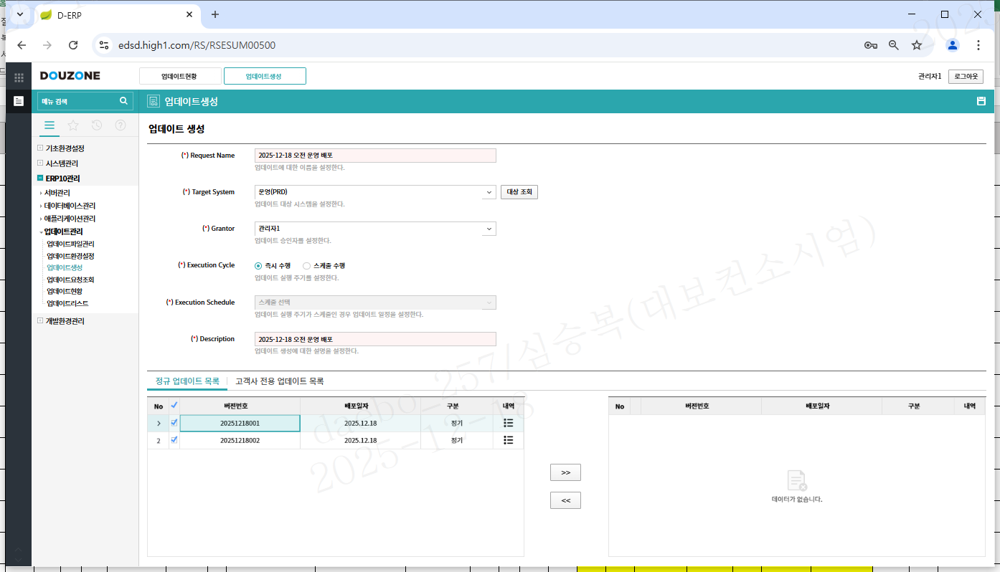 D-ERP
edsd.high1.com/RS/RSESUM00500
DOUZONE
업데이트현황
업데이트생성
관리자1
로그아웃
메뉴 검색
업데이트생성
업데이트 생성
기초환경설정
시스템관리
ERP10관리
서버관리
데이터베이스관리
애플리케이션관리
업데이트관리
업데이트파일관리
업데이트환경설정
업데이트생성
업데이트요청조회
업데이트현황
업데이트리스트
개발환경관리
(*) Request Name
2025-12-18 오전 운영 배포
업데이트에 대한 이름을 설정한다.
(*) Target System
운영(PRD)
대상 조회
업데이트 대상 시스템을 설정한다.
(*) Grantor
관리자1
업데이트 승인자를 설정한다.
(*) Execution Cycle
즉시 수행
스케줄 수행
업데이트 실행 주기를 설정한다.
(*) Execution Schedule
스케줄 선택
업데이트 실행 주기가 스케줄인 경우 업데이트 일정을 설정한다.
(*) Description
2025-12-18 오전 운영 배포
업데이트 생성에 대한 설명을 설정한다.
정규 업데이트 목록
고객사 전용 업데이트 목록
No 버전번호 배포일자 구분 내역
20251218001 2025.12.18 정기
2 20251218002 2025.12.18 정기
>>
<<
No 버전번호 배포일자 구분 내역
데이터가 없습니다.
daebo_257/심승복(대보컨소시엄)
2025-12-18